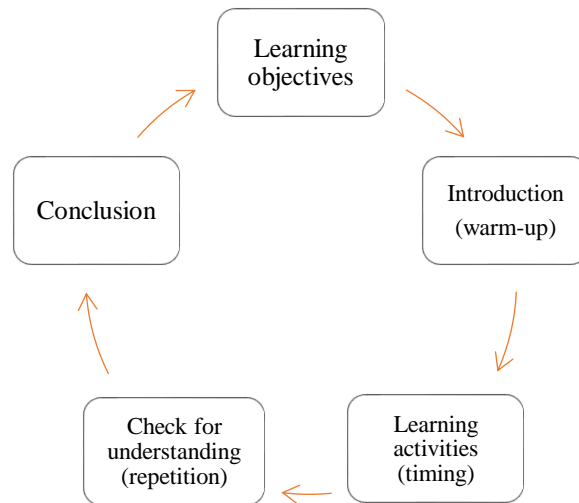 Learning
objectives
Introduction
(warm-up)
Learning
activities
(timing)
Check for
understanding
(repetition)
Conclusion